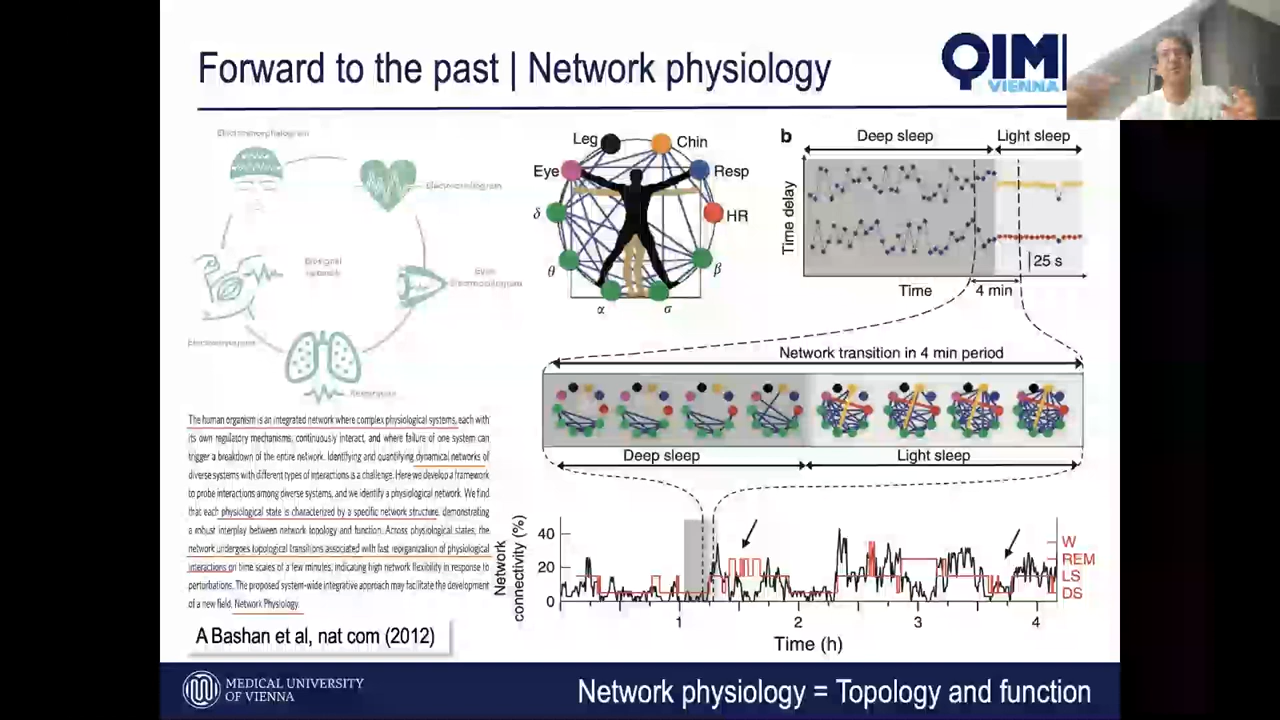 Forward to the past | Network physiology
QIM
VIENNA
Electroencephalogram
Electrocardiogram
Biosignal
network
Electrooculogram
Electromyogram
Respiration
Leg
Chin
Eye
Resp
δ
HR
θ
β
α
σ
b
Deep sleep
Light sleep
Time delay
25 s
Time
4 min
Network transition in 4 min period
Deep sleep
Light sleep
The human organism is an integrated network where complex physiological systems, each with
its own regulatory mechanisms, continuously interact, and where failure of one system can
trigger a breakdown of the entire network. Identifying and quantifying dynamical networks of
diverse systems with different types of interactions is a challenge. Here we develop a framework
to probe interactions among diverse systems, and we identify a physiological network. We find
that each physiological state is characterized by a specific network structure, demonstrating
a robust interplay between network topology and function. Across physiological states, the
network undergoes topological transitions associated with fast reorganization of physiological
interactions on time scales of a few minutes, indicating high network flexibility in response to
perturbations. The proposed system-wide integrative approach may facilitate the development
of a new field, Network Physiology.
A Bashan et al, nat com (2012)
Network
connectivity (%)
40
20
0
W
REM
LS
DS
1
2
3
4
Time (h)
MEDICAL UNIVERSITY
OF VIENNA
Network physiology = Topology and function